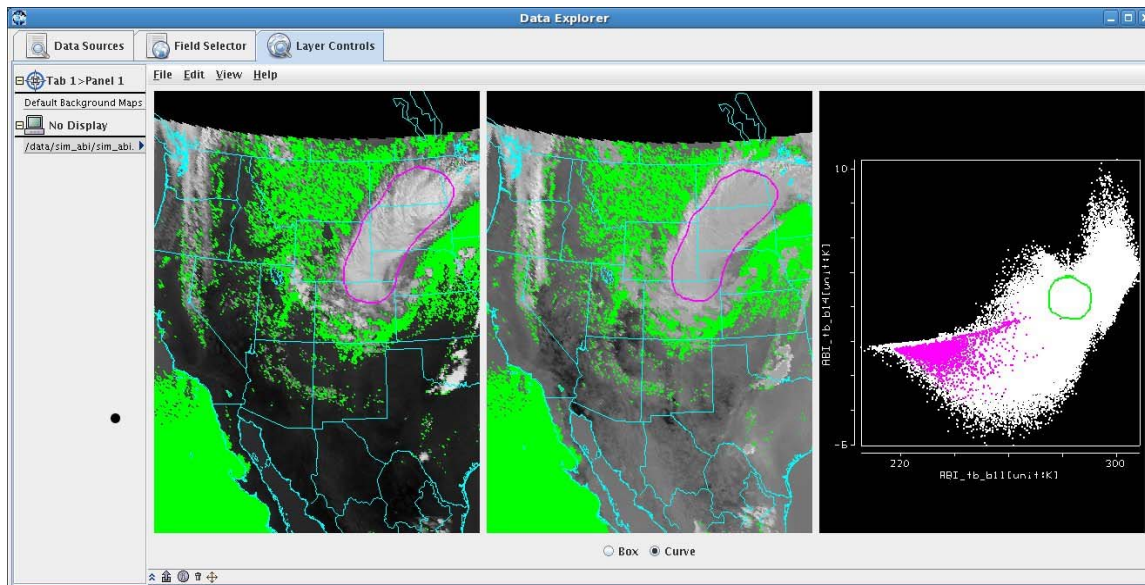 Data Explorer
Data Sources
Field Selector
Layer Controls
Tab 1>Panel 1
Default Background Maps
No Display
/data/sim_abi/sim_abi.
File Edit View Help
10
ABI_tb_b14[unit:K]
-6
220
300
ABI_tb_b11[unit:K]
Box
Curve